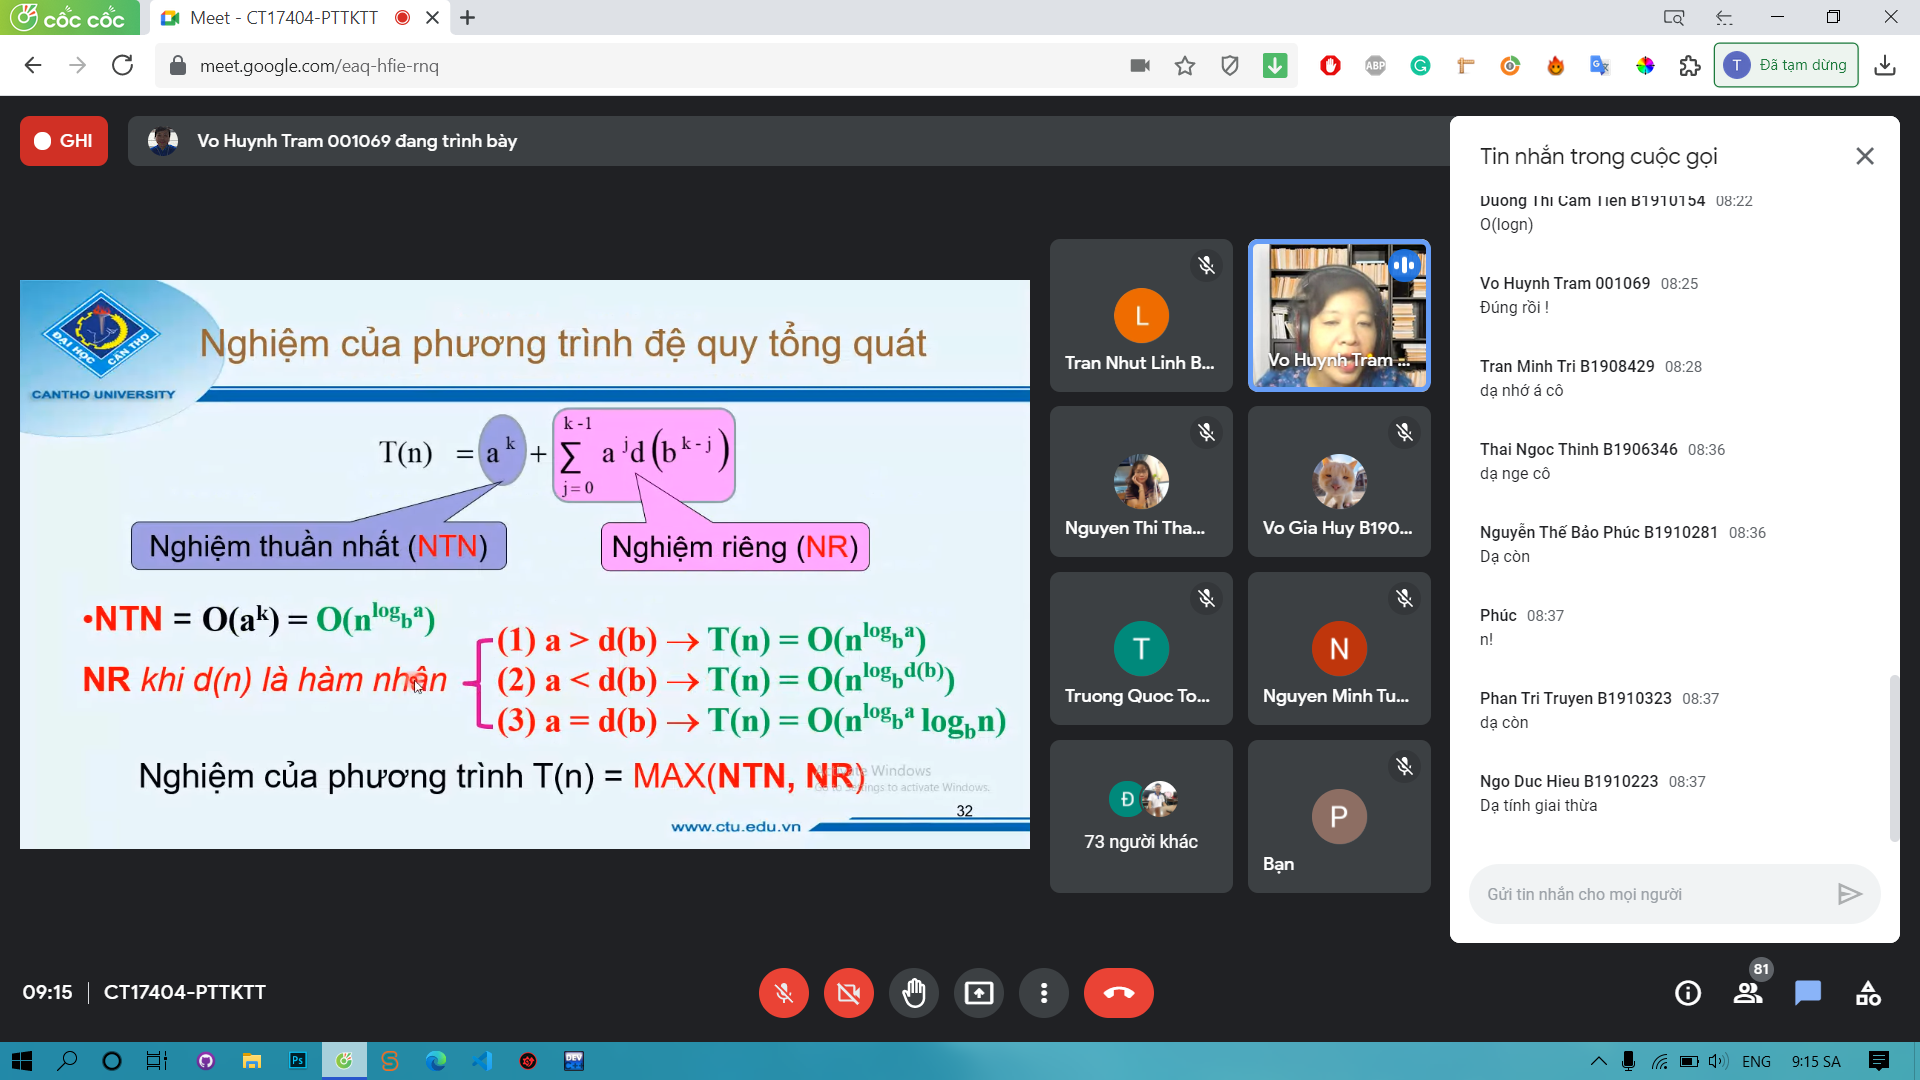 cốc cốc
Meet - CT17404-PTTKTT
meet.google.com/eaq-hfie-rnq
ABP
T Đã tạm dừng
GHI
Vo Huynh Tram 001069 đang trình bày
ĐẠI HỌC CẦN THƠ
CANTHO UNIVERSITY
Nghiệm của phương trình đệ quy tổng quát
T(n) = a^k + ∑_{j=0}^{k-1} a^j d(b^{k-j})
Nghiệm thuần nhất (NTN)
Nghiệm riêng (NR)
•NTN = O(a^k) = O(n^{log_b a})
NR khi d(n) là hàm nhân
(1) a > d(b) → T(n) = O(n^{log_b a})
(2) a < d(b) → T(n) = O(n^{log_b d(b)})
(3) a = d(b) → T(n) = O(n^{log_b a} log_b n)
Nghiệm của phương trình T(n) = MAX(NTN, NR)
Activate Windows
Go to Settings to activate Windows.
32
www.ctu.edu.vn
L
Tran Nhut Linh B...
Vo Huynh Tram ...
Nguyen Thi Tha...
Vo Gia Huy B190...
T
Truong Quoc To...
N
Nguyen Minh Tu...
Đ
73 người khác
P
Bạn
Tin nhắn trong cuộc gọi
Duong Thi Cam Tien B1910154 08:22
O(logn)
Vo Huynh Tram 001069 08:25
Đúng rồi !
Tran Minh Tri B1908429 08:28
dạ nhớ á cô
Thai Ngoc Thinh B1906346 08:36
dạ nge cô
Nguyễn Thế Bảo Phúc B1910281 08:36
Dạ còn
Phúc 08:37
n!
Phan Tri Truyen B1910323 08:37
dạ còn
Ngo Duc Hieu B1910223 08:37
Dạ tính giai thừa
Gửi tin nhắn cho mọi người
09:15 | CT17404-PTTKTT
81
Ps
DEV
ENG
9:15 SA